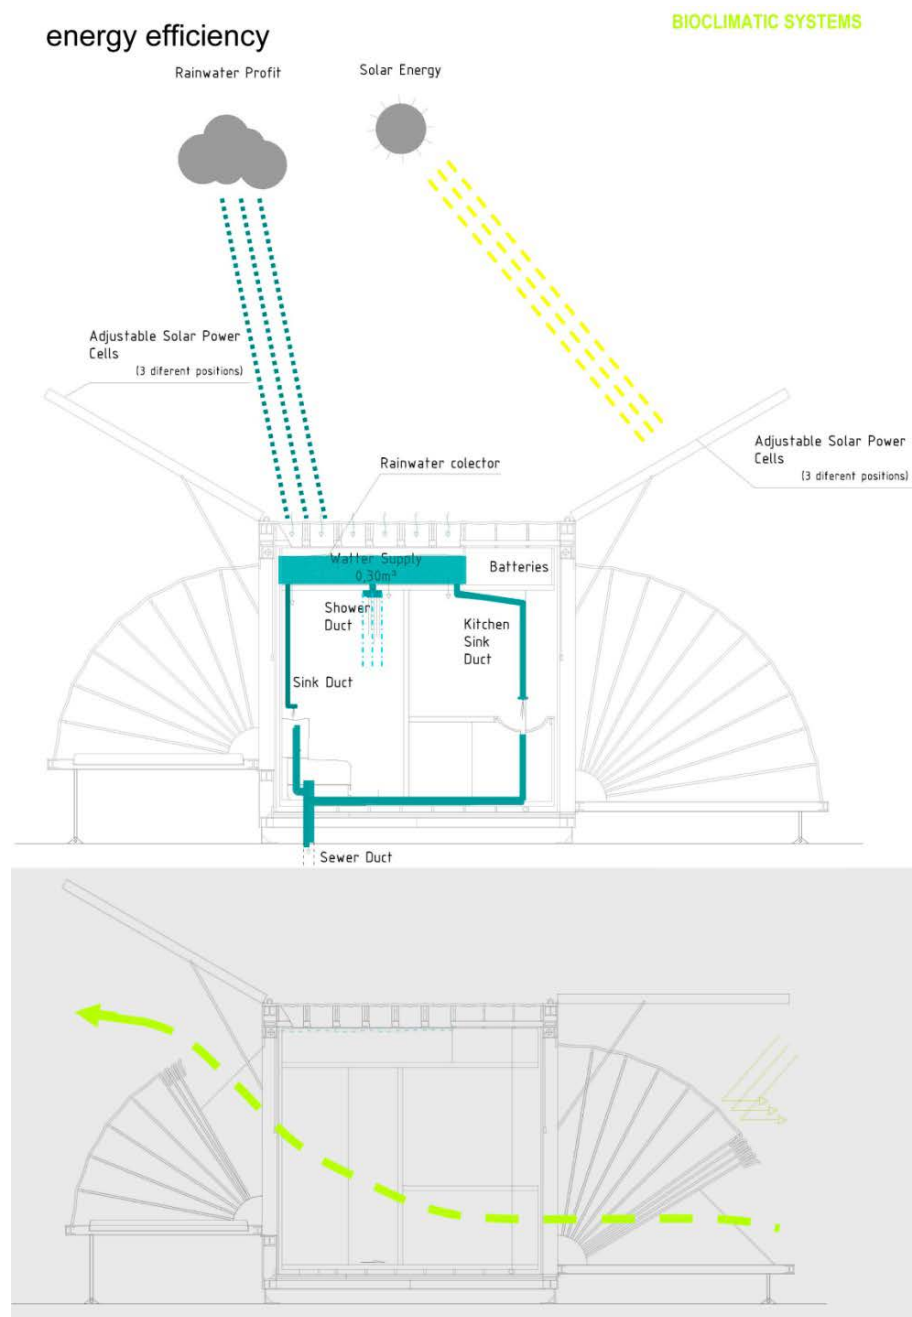 BIOCLIMATIC SYSTEMS
energy efficiency
Rainwater Profit
Solar Energy
Adjustable Solar Power
Cells
(3 diferent positions)
Adjustable Solar Power
Cells
(3 diferent positions)
Rainwater colector
Watter Supply
0,30m³
Batteries
Shower
Duct
Kitchen
Sink
Duct
Sink Duct
Sewer Duct